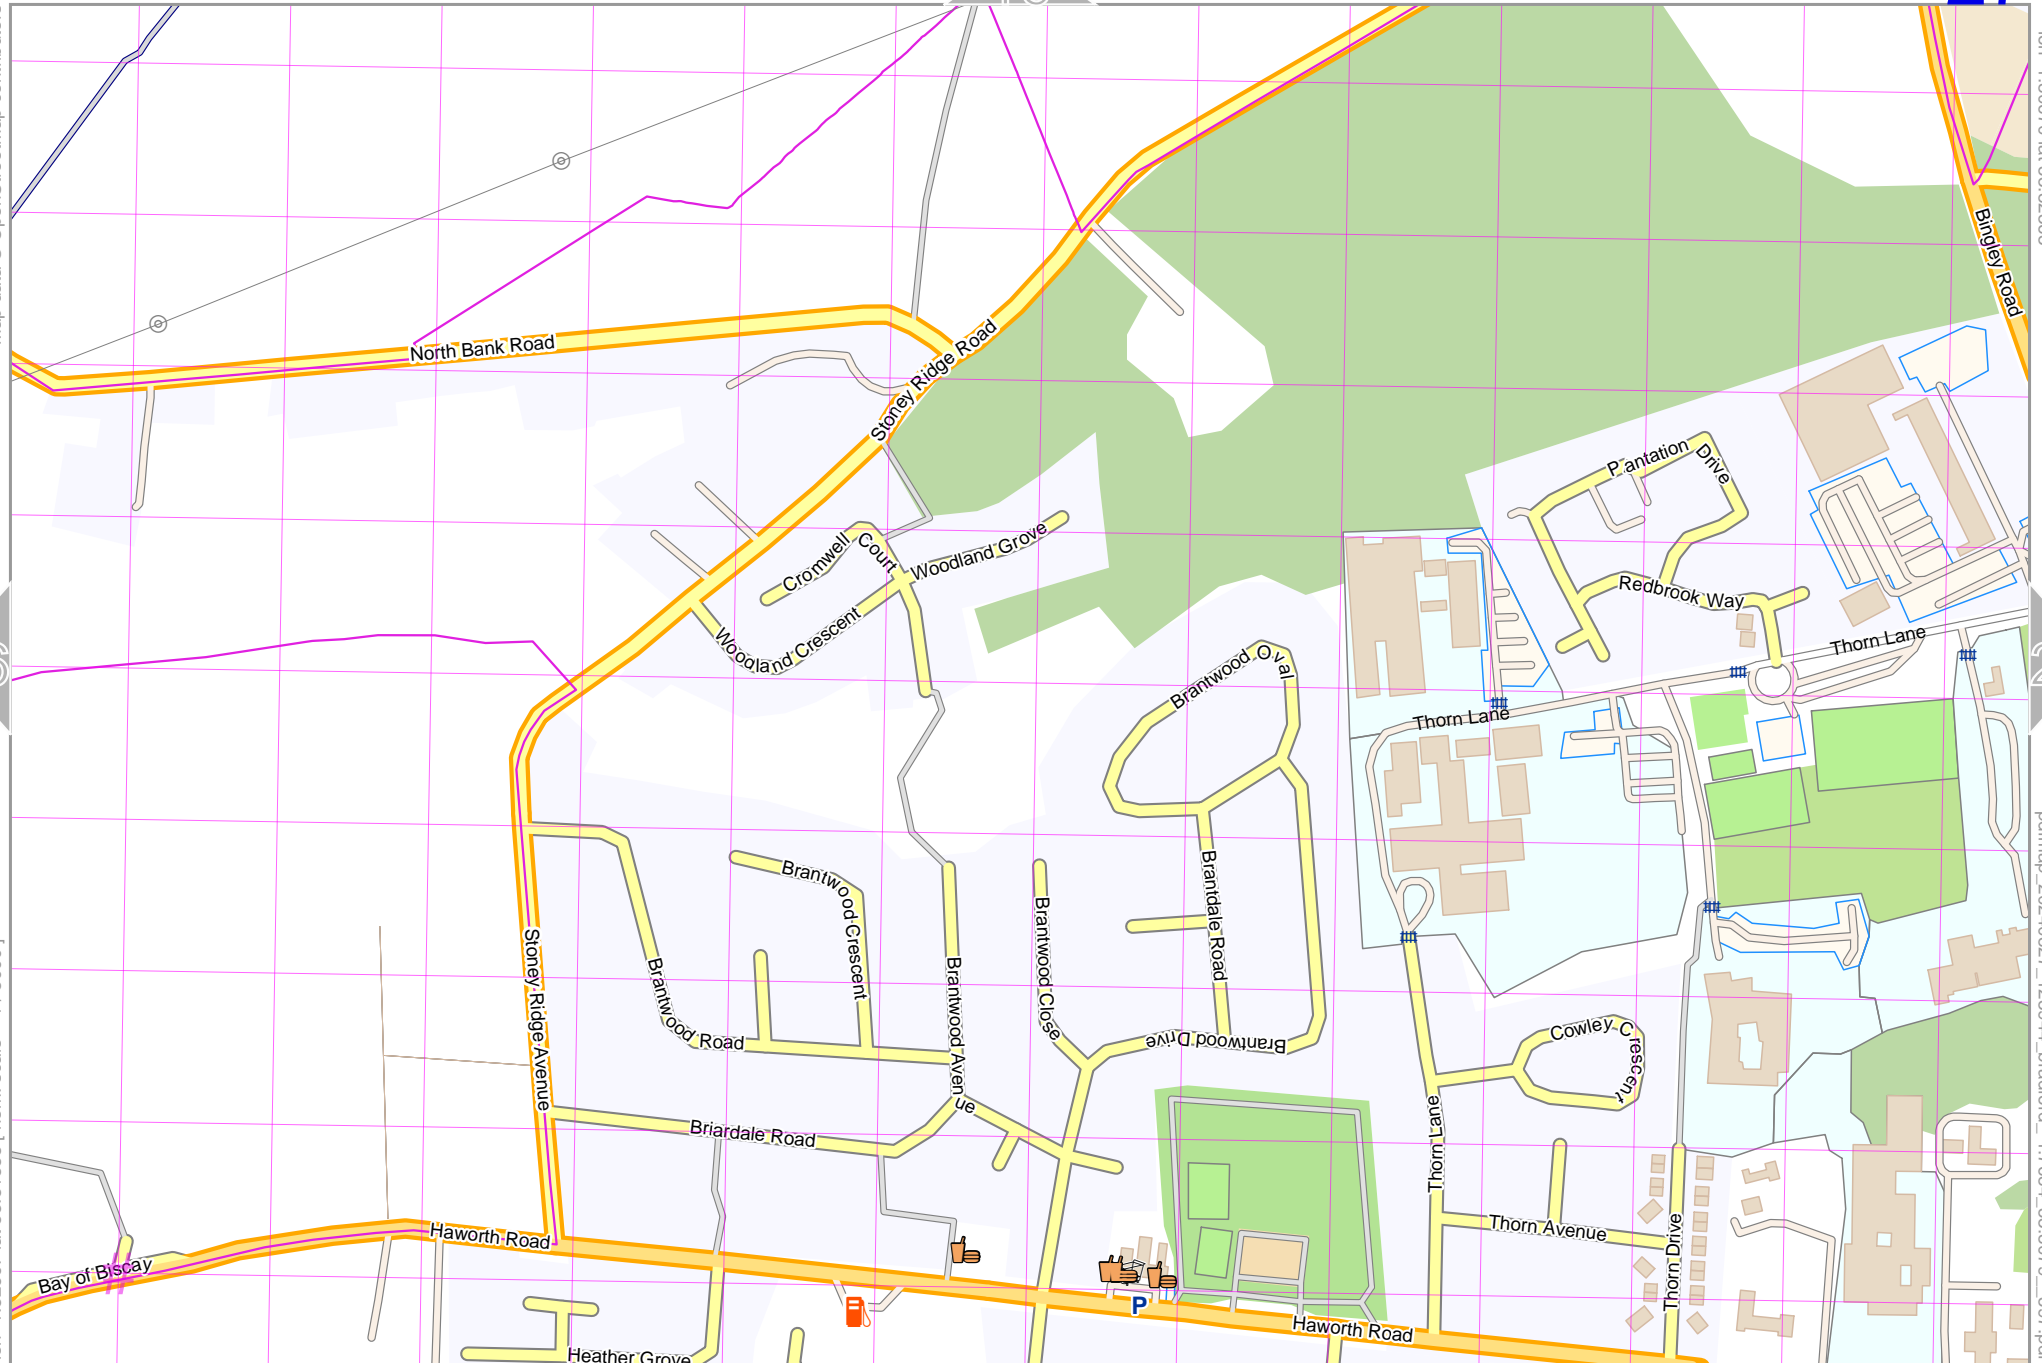 Bingley Road
North Bank Road
Stoney Ridge Road
Plantation Drive
Cromwell Court
Woodland Grove
Redbrook Way
Woodland Crescent
Thorn Lane
Brantwood Oval
Thorn Lane
Brantwood Crescent
Brantdale Road
Brantwood Close
Stoney Ridge Avenue
Brantwood Road
Brantwood Avenue
Brantwood Drive
Cowley Crescent
Briardale Road
Thorn Lane
Thorn Avenue
Thorn Drive
Haworth Road
Bay of Biscay
P
Haworth Road
Heather Grove